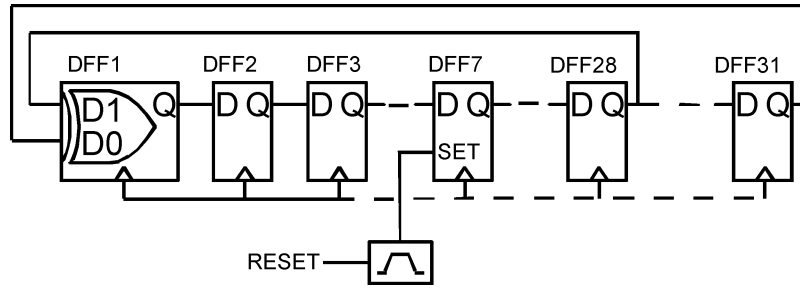 DFF1 DFF2 DFF3 DFF7 DFF28 DFF31
D1 Q D Q D Q D Q D Q D Q
D0 SET
RESET